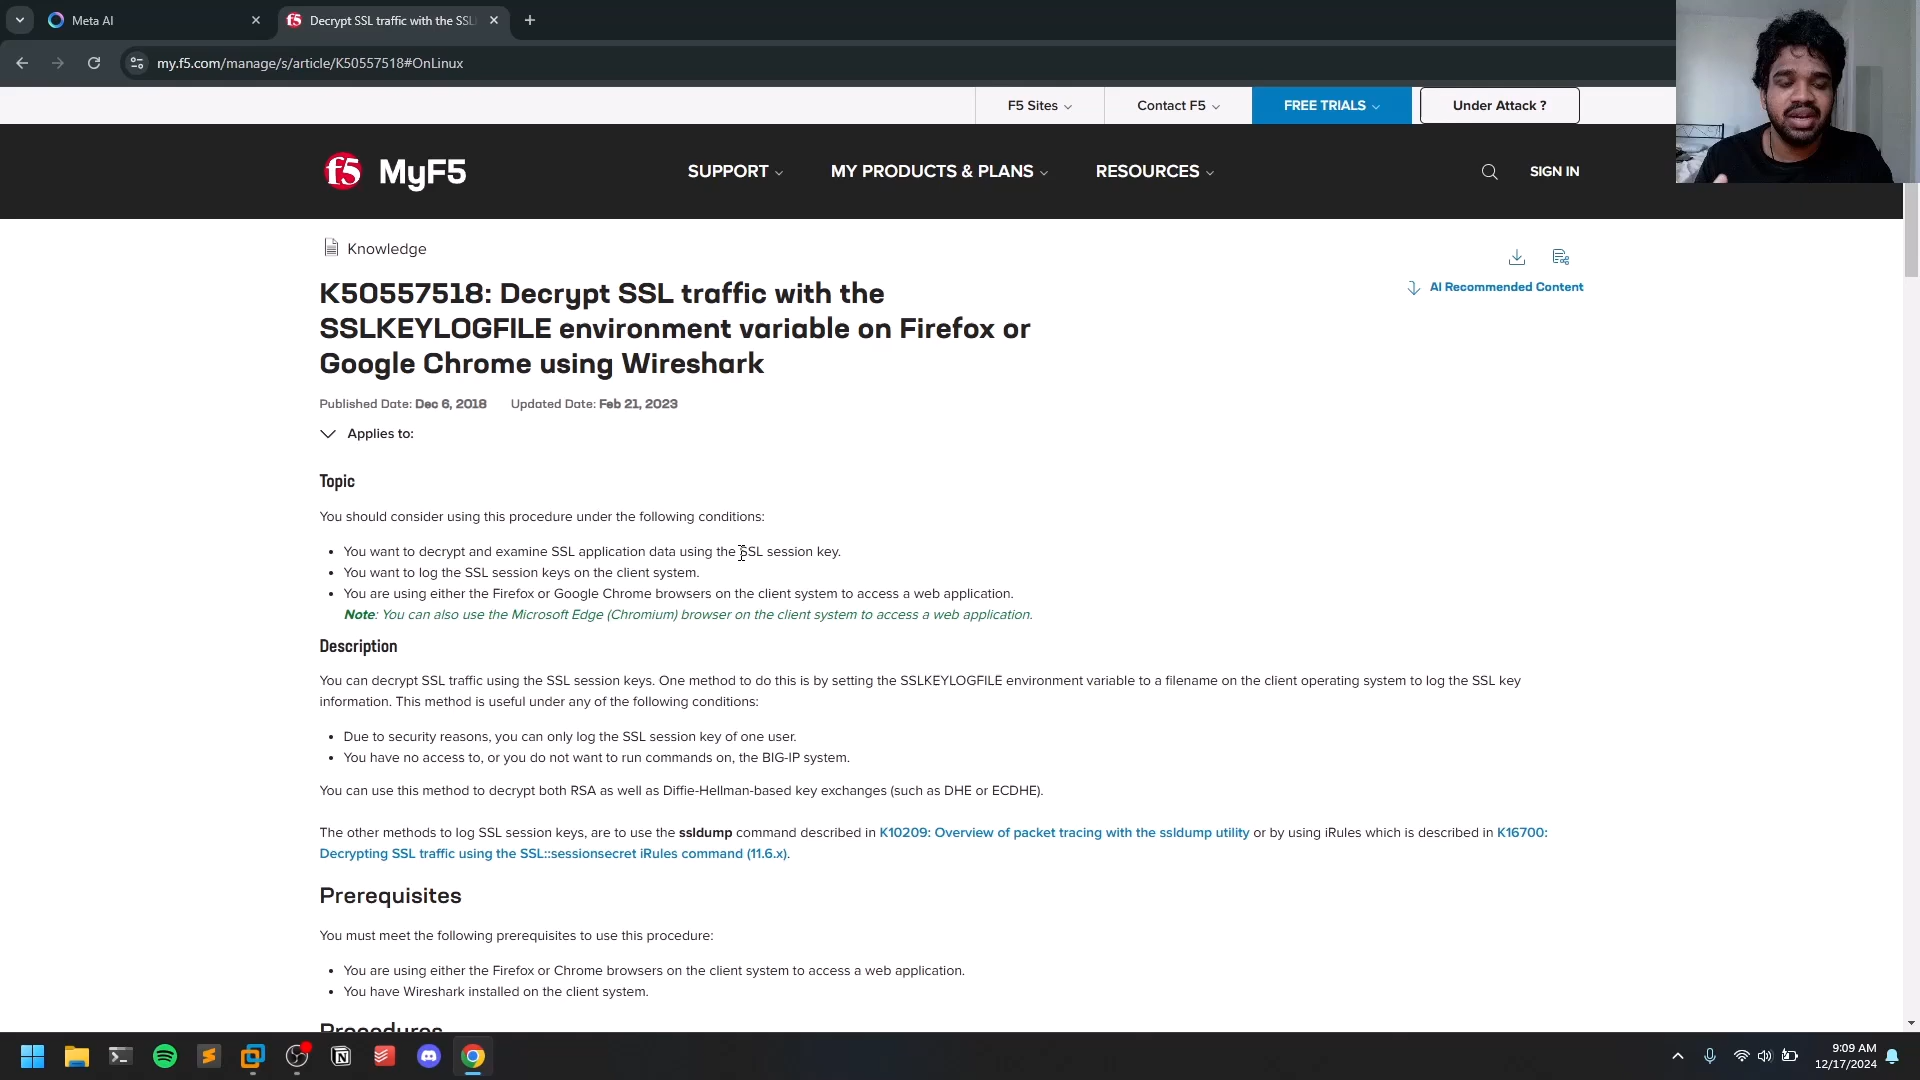 Meta AI
Decrypt SSL traffic with the SSL
my.f5.com/manage/s/article/K50557518#OnLinux
F5 Sites
Contact F5
FREE TRIALS
Under Attack ?
f5 MyF5
SUPPORT
MY PRODUCTS & PLANS
RESOURCES
SIGN IN
Knowledge
AI Recommended Content
K50557518: Decrypt SSL traffic with the
SSLKEYLOGFILE environment variable on Firefox or
Google Chrome using Wireshark
Published Date: Dec 6, 2018 Updated Date: Feb 21, 2023
Applies to:
Topic
You should consider using this procedure under the following conditions:
• You want to decrypt and examine SSL application data using the SSL session key.
• You want to log the SSL session keys on the client system.
• You are using either the Firefox or Google Chrome browsers on the client system to access a web application.
Note: You can also use the Microsoft Edge (Chromium) browser on the client system to access a web application.
Description
You can decrypt SSL traffic using the SSL session keys. One method to do this is by setting the SSLKEYLOGFILE environment variable to a filename on the client operating system to log the SSL key
information. This method is useful under any of the following conditions:
• Due to security reasons, you can only log the SSL session key of one user.
• You have no access to, or you do not want to run commands on, the BIG-IP system.
You can use this method to decrypt both RSA as well as Diffie-Hellman-based key exchanges (such as DHE or ECDHE).
The other methods to log SSL session keys, are to use the ssldump command described in K10209: Overview of packet tracing with the ssldump utility or by using iRules which is described in K16700:
Decrypting SSL traffic using the SSL::sessionsecret iRules command (11.6.x).
Prerequisites
You must meet the following prerequisites to use this procedure:
• You are using either the Firefox or Chrome browsers on the client system to access a web application.
• You have Wireshark installed on the client system.
Procedures
9:09 AM
12/17/2024